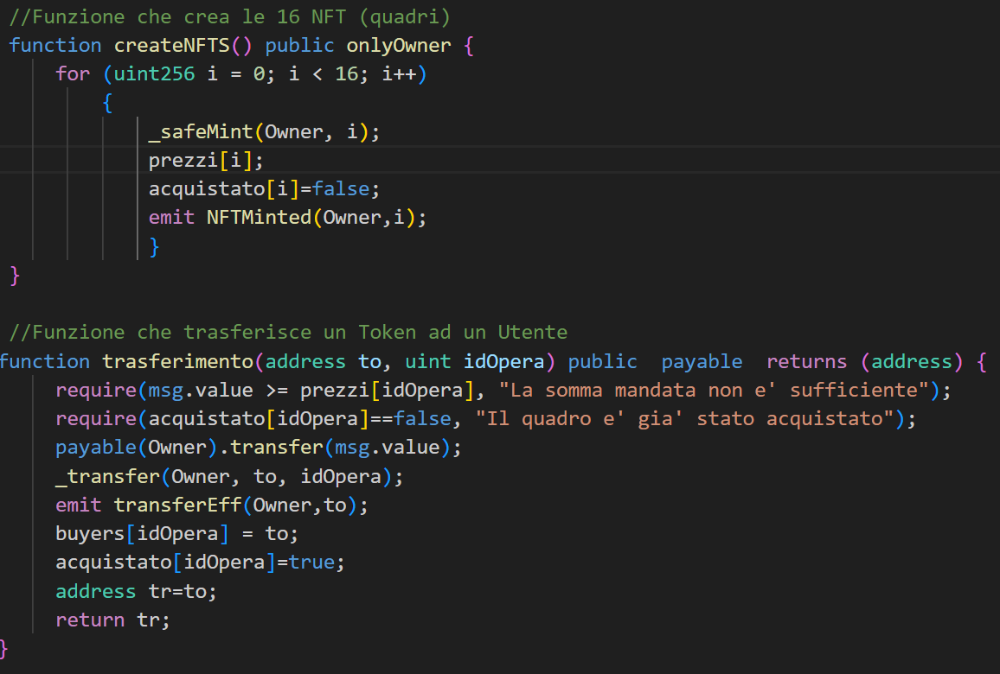 //Funzione che crea le 16 NFT (quadri)
function createNFTS() public onlyOwner {
for (uint256 i = 0; i < 16; i++)
{
_safeMint(Owner, i);
prezzi[i];
acquistato[i]=false;
emit NFTMinted(Owner,i);
}
}
//Funzione che trasferisce un Token ad un Utente
function trasferimento(address to, uint idOpera) public  payable  returns (address) {
require(msg.value >= prezzi[idOpera], "La somma mandata non e' sufficiente");
require(acquistato[idOpera]==false, "Il quadro e' gia' stato acquistato");
payable(Owner).transfer(msg.value);
_transfer(Owner, to, idOpera);
emit transferEff(Owner,to);
buyers[idOpera] = to;
acquistato[idOpera]=true;
address tr=to;
return tr;
}